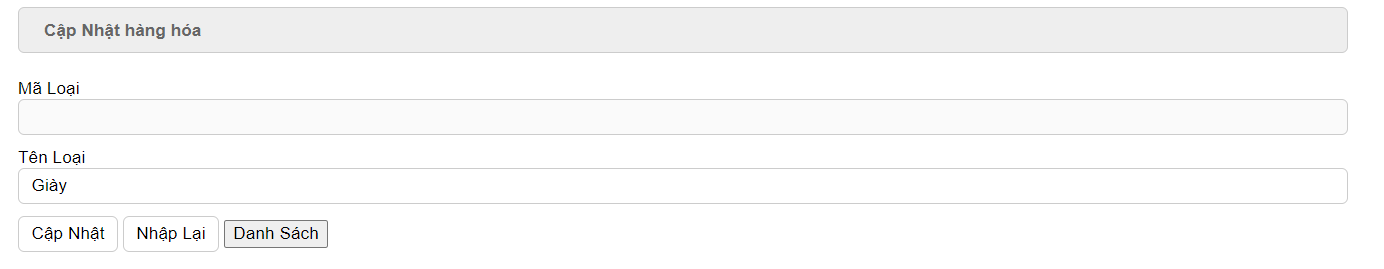 Cập Nhật hàng hóa
Mã Loại
Tên Loại
Giày
Cập Nhật Nhập Lại Danh Sách